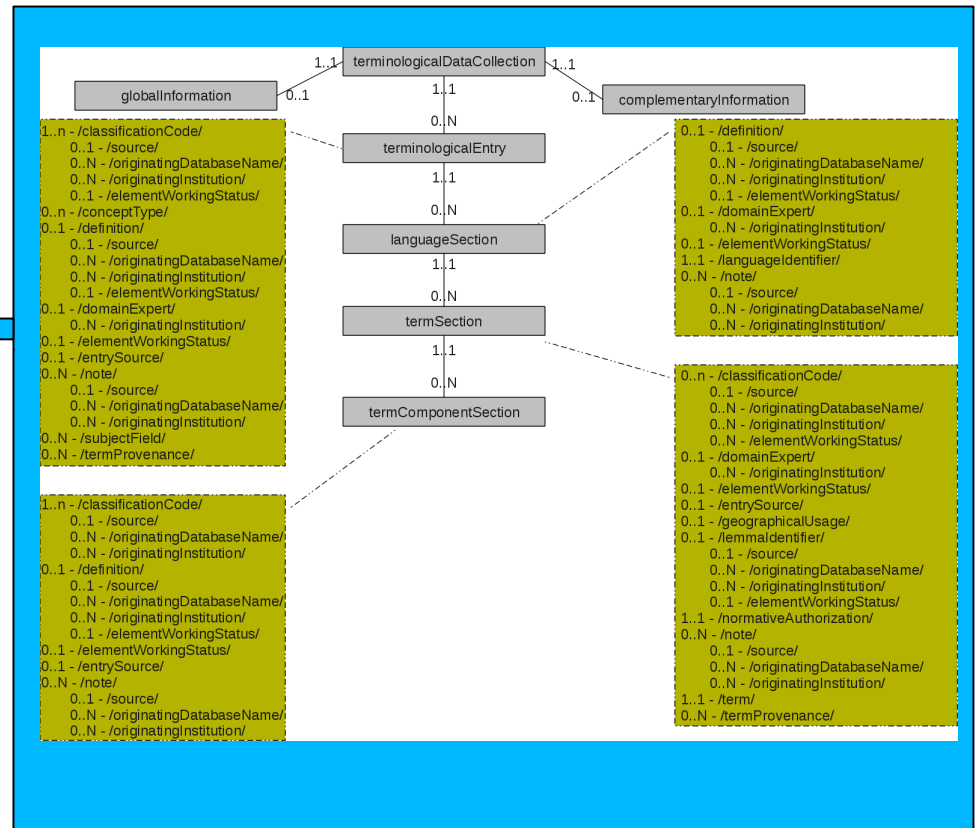 terminologicalDataCollection
1..1
1..1
globalInformation
0..1
1..1
0..1
complementaryInformation
0..N
terminologicalEntry
1..1
0..N
languageSection
1..1
0..N
termSection
1..1
0..N
termComponentSection
1..n - /classificationCode/
0..1 - /source/
0..N - /originatingDatabaseName/
0..N - /originatingInstitution/
0..1 - /elementWorkingStatus/
0..n - /conceptType/
0..1 - /definition/
0..1 - /source/
0..N - /originatingDatabaseName/
0..N - /originatingInstitution/
0..1 - /elementWorkingStatus/
0..1 - /domainExpert/
0..N - /originatingInstitution/
0..1 - /elementWorkingStatus/
0..1 - /entrySource/
0..N - /note/
0..1 - /source/
0..N - /originatingDatabaseName/
0..N - /originatingInstitution/
0..N - /subjectField/
0..N - /termProvenance/
1..n - /classificationCode/
0..1 - /source/
0..N - /originatingDatabaseName/
0..N - /originatingInstitution/
0..1 - /definition/
0..1 - /source/
0..N - /originatingDatabaseName/
0..N - /originatingInstitution/
0..1 - /elementWorkingStatus/
0..1 - /elementWorkingStatus/
0..1 - /entrySource/
0..N - /note/
0..1 - /source/
0..N - /originatingDatabaseName/
0..N - /originatingInstitution/
0..1 - /definition/
0..1 - /source/
0..N - /originatingDatabaseName/
0..N - /originatingInstitution/
0..1 - /elementWorkingStatus/
0..1 - /domainExpert/
0..N - /originatingInstitution/
0..1 - /elementWorkingStatus/
1..1 - /languageIdentifier/
0..N - /note/
0..1 - /source/
0..N - /originatingDatabaseName/
0..N - /originatingInstitution/
0..n - /classificationCode/
0..1 - /source/
0..N - /originatingDatabaseName/
0..N - /originatingInstitution/
0..N - /elementWorkingStatus/
0..1 - /domainExpert/
0..N - /originatingInstitution/
0..1 - /elementWorkingStatus/
0..1 - /entrySource/
0..1 - /geographicalUsage/
0..1 - /lemmaIdentifier/
0..1 - /source/
0..N - /originatingDatabaseName/
0..N - /originatingInstitution/
0..1 - /elementWorkingStatus/
1..1 - /normativeAuthorization/
0..N - /note/
0..1 - /source/
0..N - /originatingDatabaseName/
0..N - /originatingInstitution/
1..1 - /term/
0..N - /termProvenance/